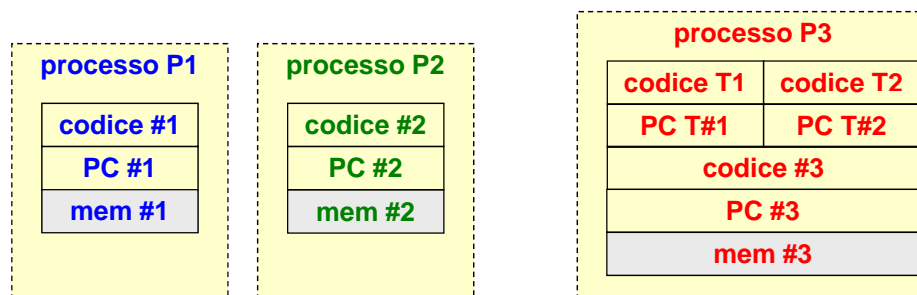 processo P1
codice #1
PC #1
mem #1
processo P2
codice #2
PC #2
mem #2
processo P3
codice T1 codice T2
PC T#1 PC T#2
codice #3
PC #3
mem #3